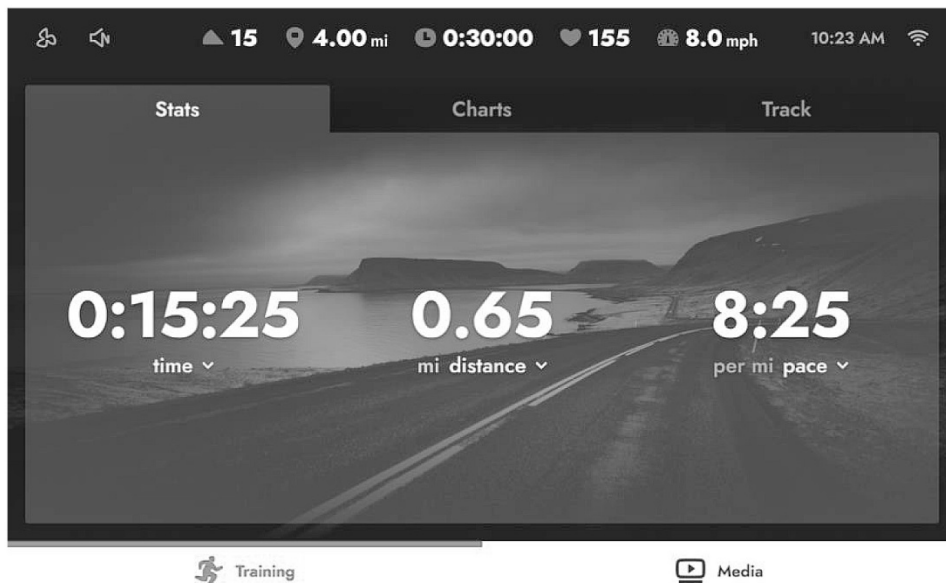 15 4.00 mi 0:30:00 155 8.0 mph 10:23 AM
Stats Charts Track
0:15:25 0.65 8:25
time mi distance per mi pace
Training Media